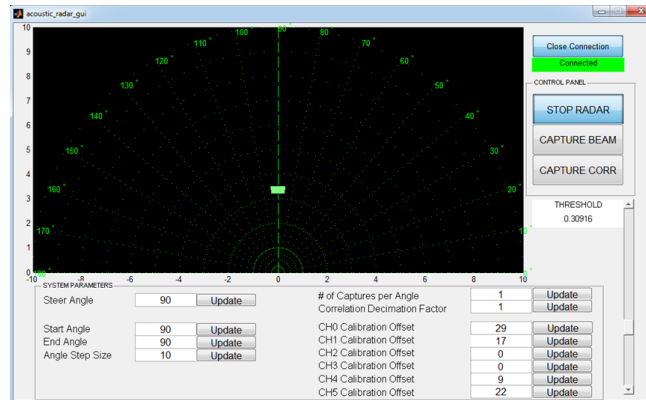 acoustic_radar_gui
10
9
8
7
6
5
4
3
2
1
0
-10 -8 -6 -4 -2 0 2 4 6 8 10
180°
170°
160°
150°
140°
130°
120°
110°
100°
90°
80°
70°
60°
50°
40°
30°
20°
10°
Close Connection
Connected
CONTROL PANEL
STOP RADAR
CAPTURE BEAM
CAPTURE CORR
THRESHOLD
0.30916
SYSTEM PARAMETERS
Steer Angle 90 Update
Start Angle 90 Update
End Angle 90 Update
Angle Step Size 10 Update
# of Captures per Angle 1 Update
Correlation Decimation Factor 1 Update
CH0 Calibration Offset 29 Update
CH1 Calibration Offset 17 Update
CH2 Calibration Offset 0 Update
CH3 Calibration Offset 0 Update
CH4 Calibration Offset 9 Update
CH5 Calibration Offset 22 Update